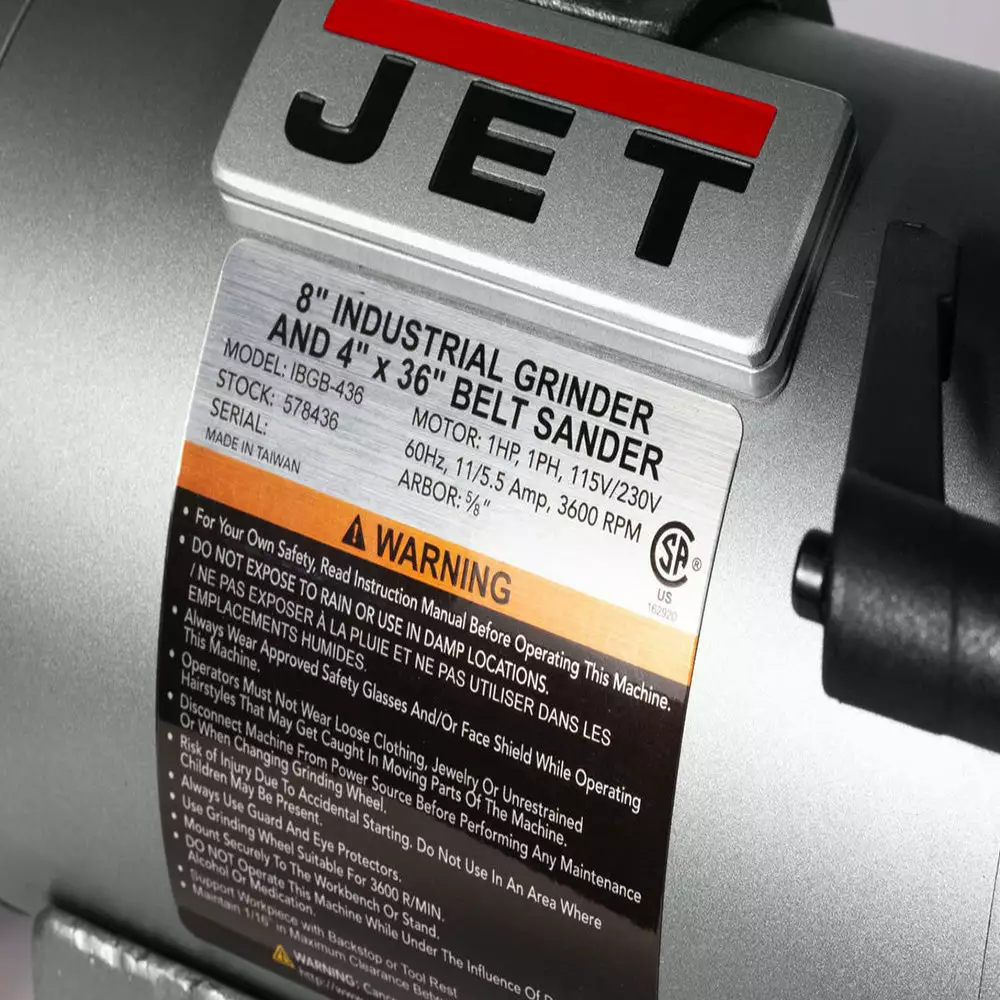 JET
8" INDUSTRIAL GRINDER
AND 4" x 36" BELT SANDER
MODEL: IBGB-436
STOCK: 578436
SERIAL:
MADE IN TAIWAN
MOTOR: 1HP, 1PH, 115V/230V
60Hz, 11/5.5 Amp, 3600 RPM
ARBOR: 5/8"
SA ®
US
162920
WARNING
• For Your Own Safety, Read Instruction Manual Before Operating This Machine.
• DO NOT EXPOSE TO RAIN OR USE IN DAMP LOCATIONS.
/ NE PAS EXPOSER À LA PLUIE ET NE PAS UTILISER DANS LES
EMPLACEMENTS HUMIDES.
• Always Wear Approved Safety Glasses And/Or Face Shield While Operating
This Machine.
• Operators Must Not Wear Loose Clothing, Jewelry Or Unrestrained
Hairstyles That May Get Caught In Moving Parts Of The Machine.
• Disconnect Machine From Power Source Before Performing Any Maintenance
Or When Changing Grinding Wheel.
• Risk of Injury Due To Accidental Starting. Do Not Use In An Area Where
Children May Be Present.
• Always Use Guard And Eye Protectors.
• Use Grinding Wheel Suitable For 3600 R/MIN.
• Mount Securely To The Workbench Or Stand.
• DO NOT Operate This Machine While Under The Influence Of
Alcohol Or Medication.
• Support Workpiece with Backstop or Tool Rest
maintain 1/16" in Maximum Clearance
WARNING:
http://www